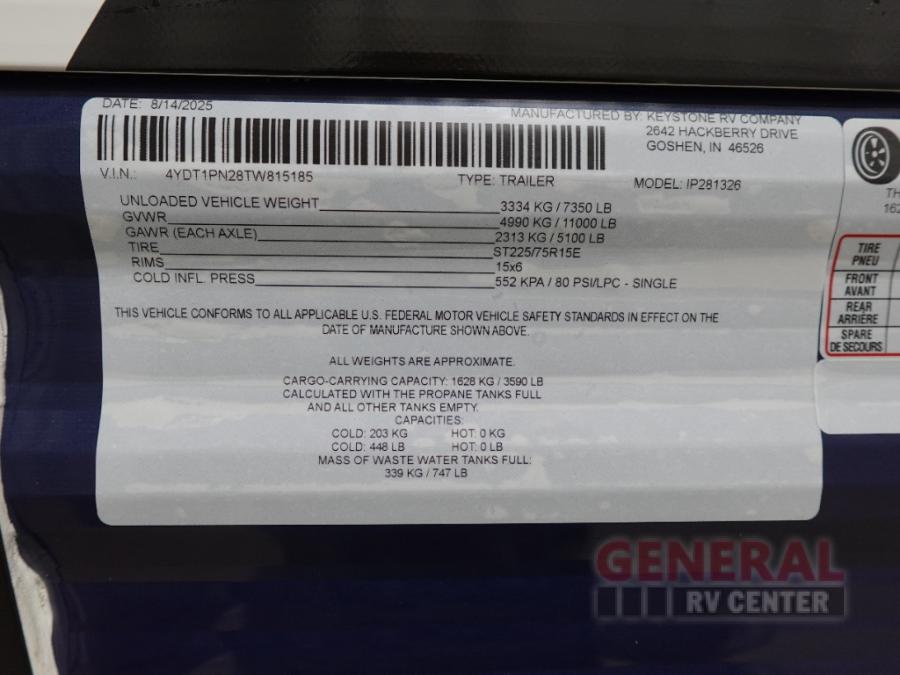 DATE: 8/14/2025
MANUFACTURED BY: KEYSTONE RV COMPANY
2642 HACKBERRY DRIVE
GOSHEN, IN 46526
V.I.N.: 4YDT1PN28TW815185 TYPE: TRAILER MODEL: IP281326
UNLOADED VEHICLE WEIGHT 3334 KG / 7350 LB
GVWR 4990 KG / 11000 LB
GAWR (EACH AXLE) 2313 KG / 5100 LB
TIRE ST225/75R15E
RIMS 15x6
COLD INFL. PRESS 552 KPA / 80 PSI/LPC - SINGLE
THIS VEHICLE CONFORMS TO ALL APPLICABLE U.S. FEDERAL MOTOR VEHICLE SAFETY STANDARDS IN EFFECT ON THE
DATE OF MANUFACTURE SHOWN ABOVE.
ALL WEIGHTS ARE APPROXIMATE.
CARGO-CARRYING CAPACITY: 1628 KG / 3590 LB
CALCULATED WITH THE PROPANE TANKS FULL
AND ALL OTHER TANKS EMPTY.
CAPACITIES:
COLD: 203 KG HOT: 0 KG
COLD: 448 LB HOT: 0 LB
MASS OF WASTE WATER TANKS FULL:
339 KG / 747 LB
TH
162
TIRE
PNEU
FRONT
AVANT
REAR
ARRIÈRE
SPARE
DE SECOURS
GENERAL
RV CENTER